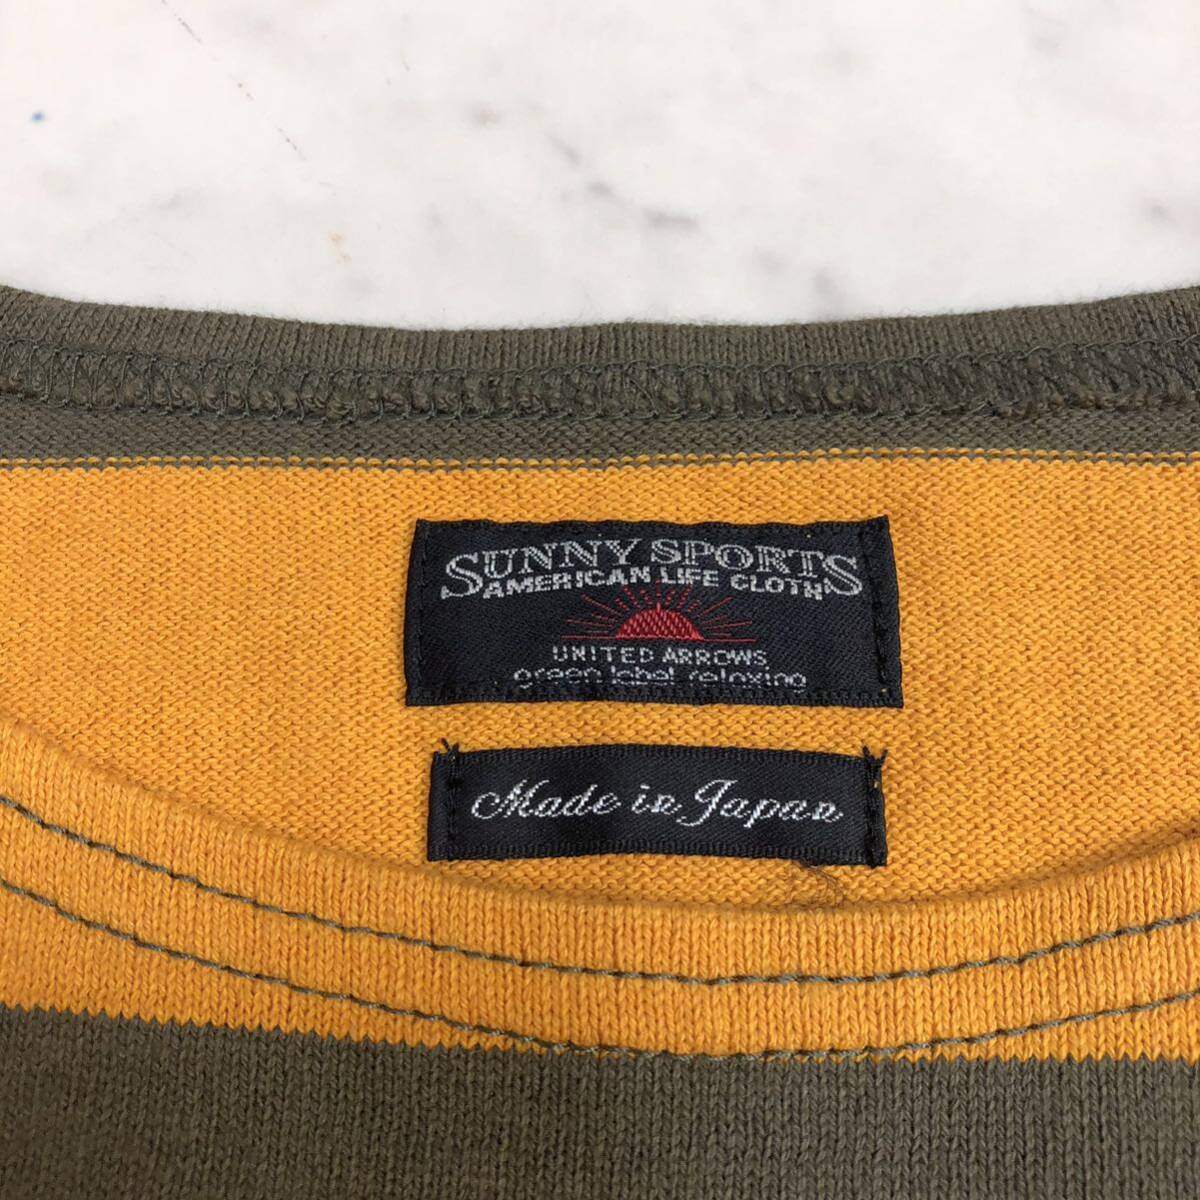 SUNNY SPORTS
AMERICAN LIFE CLOTH
UNITED ARROWS
green label relaxing
Made in Japan